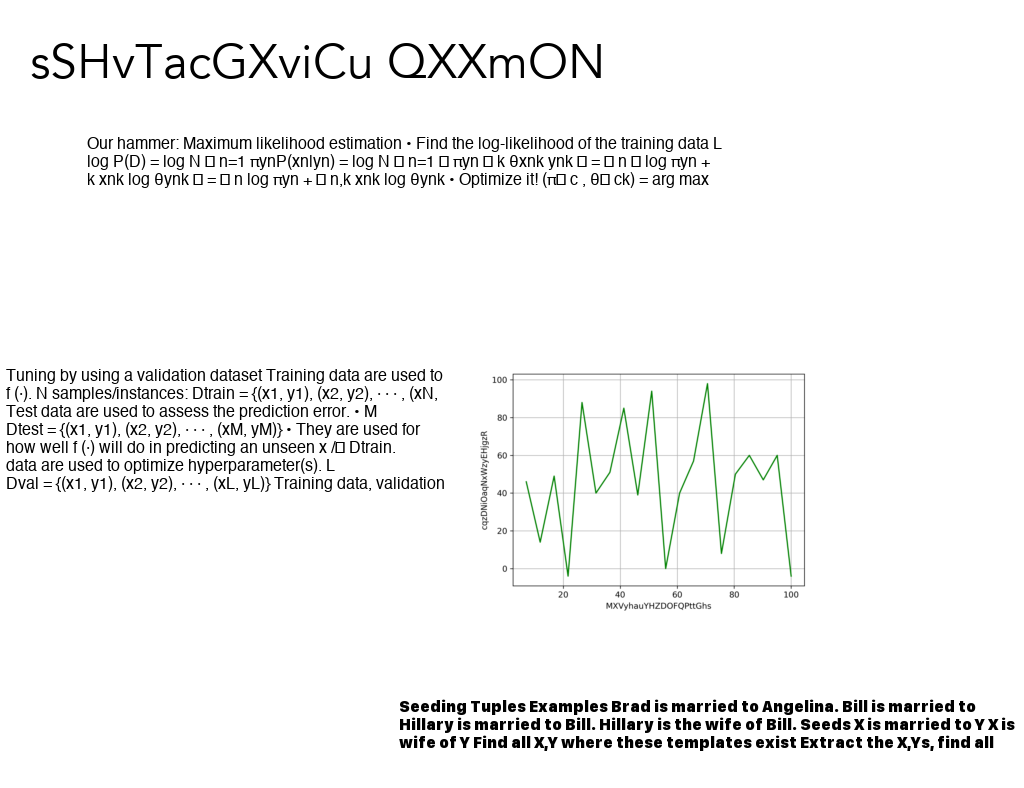 sSHvTacGXviCu QXXmON
Our hammer: Maximum likelihood estimation • Find the log-likelihood of the training data L
log P(D) = log N □ n=1 πynP(xn|yn) = log N □ n=1 □ πyn □ k θxnk ynk □ = □ n □ log πyn +
k xnk log θynk □ = □ n log πyn + □ n,k xnk log θynk • Optimize it! (π□ c , θ□ ck) = arg max
Tuning by using a validation dataset Training data are used to
f (·). N samples/instances: Dtrain = {(x1, y1), (x2, y2), · · · , (xN,
Test data are used to assess the prediction error. • M
Dtest = {(x1, y1), (x2, y2), · · · , (xM, yM)} • They are used for
how well f (·) will do in predicting an unseen x /□ Dtrain.
data are used to optimize hyperparameter(s). L
Dval = {(x1, y1), (x2, y2), · · · , (xL, yL)} Training data, validation
cqzDNiOaqNxWzyEHjgzR
100
80
60
40
20
0
20 40 60 80 100
MXVyhauYHZDOFQPttGhs
Seeding Tuples Examples Brad is married to Angelina. Bill is married to
Hillary is married to Bill. Hillary is the wife of Bill. Seeds X is married to Y X is
wife of Y Find all X,Y where these templates exist Extract the X,Ys, find all